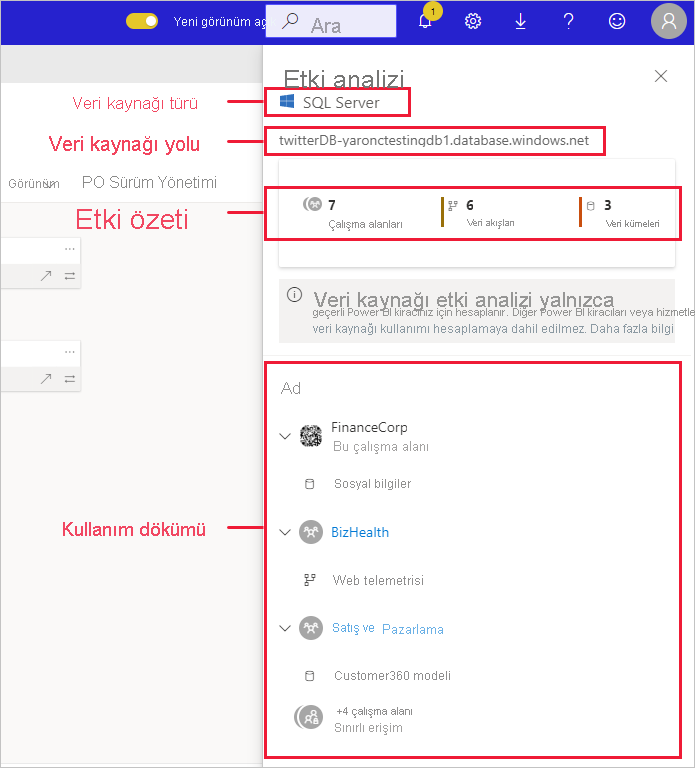 Yeni görünüm aç
Ara
1
Etki analizi
Veri kaynağı türü
SQL Server
Veri kaynağı yolu
twitterDB-yaronctestingdb1.database.windows.net
Görünüm
PO Sürüm Yönetimi
Etki özeti
7
Çalışma alanları
6
Veri akışları
3
Veri kümeleri
Veri kaynağı etki analizi yalnızca
geçerli Power BI kiracınız için hesaplanır. Diğer Power BI kiracıları veya hizmetle
veri kaynağı kullanımı hesaplamaya dahil edilmez. Daha fazla bilgi
Ad
FinanceCorp
Bu çalışma alanı
Sosyal bilgiler
Kullanım dökümü
BizHealth
Web telemetrisi
Satış ve Pazarlama
Customer360 modeli
+4 çalışma alanı
Sınırlı erişim